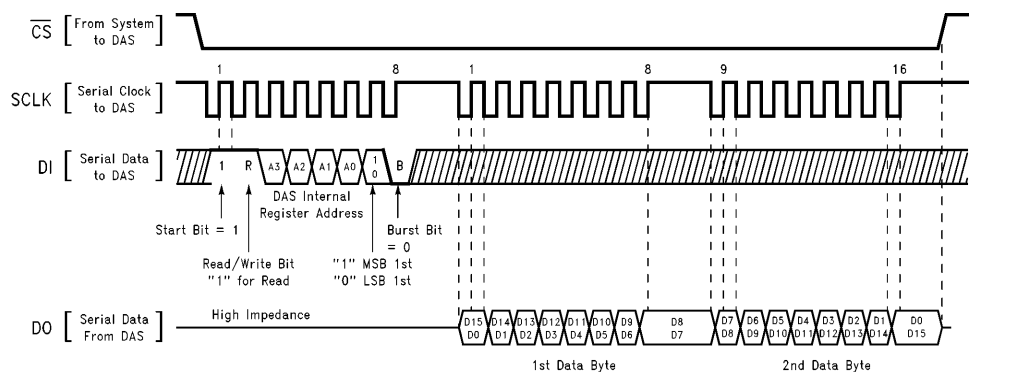 CS [From System to DAS]
1 8 1 8 9 16
SCLK [Serial Clock to DAS]
DI [Serial Data to DAS]
1 R A3 A2 A1 A0 1 0 B
DAS Internal
Register Address
Start Bit = 1
Burst Bit
= 0
Read/Write Bit
"1" for Read
"1" MSB 1st
"0" LSB 1st
DO [Serial Data From DAS]
High Impedance
D15 D14 D13 D12 D11 D10 D9 D8 D7 D6 D5 D4 D3 D2 D1 D0
D0 D1 D2 D3 D4 D5 D6 D7 D8 D9 D10 D11 D12 D13 D14 D15
1st Data Byte
2nd Data Byte